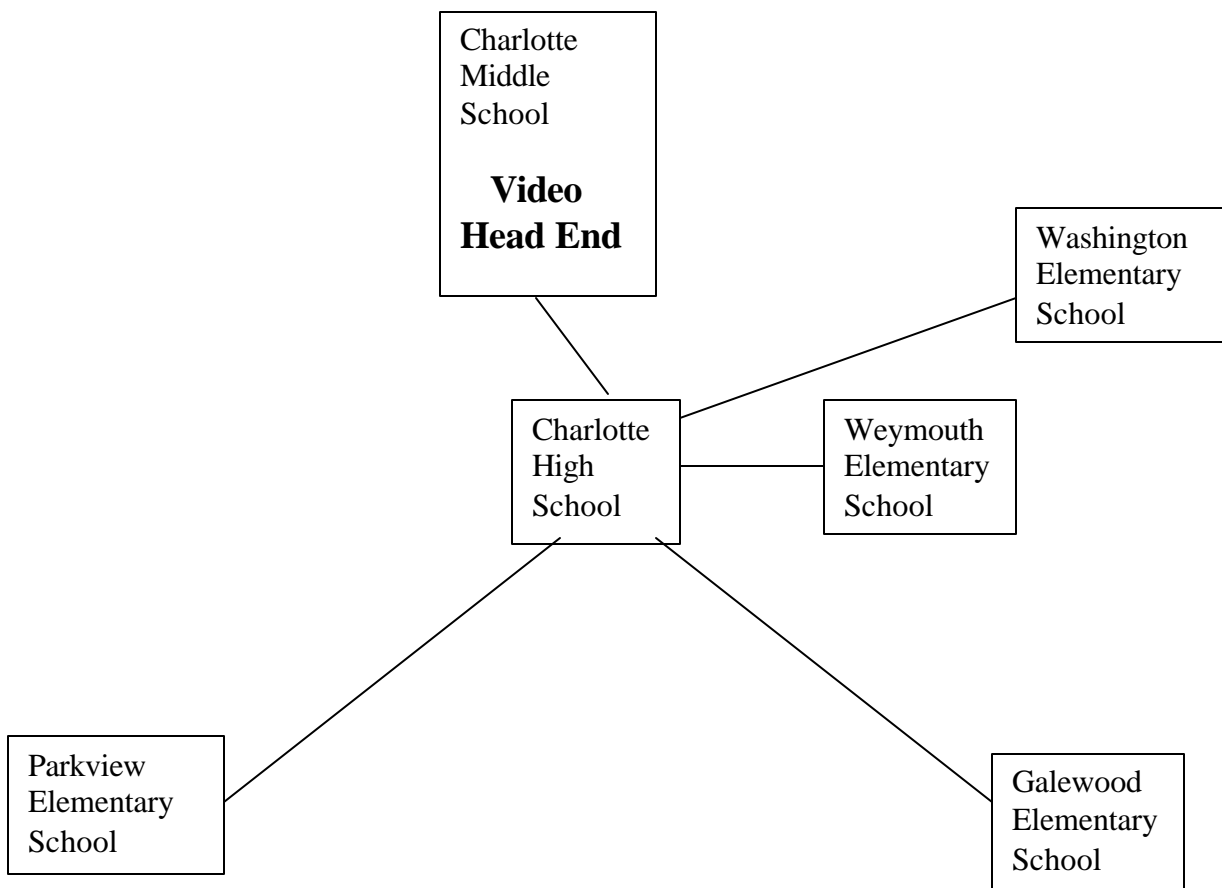 Charlotte
Middle
School
Video
Head End
Washington
Elementary
School
Charlotte
High
School
Weymouth
Elementary
School
Parkview
Elementary
School
Galewood
Elementary
School